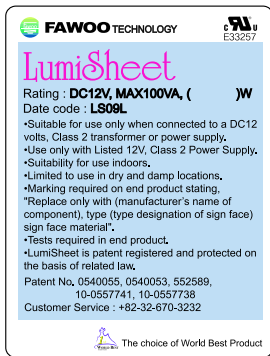 FAWOO TECHNOLOGY
c RU us
E33257
LumiSheet
Rating : DC12V, MAX100VA, ( )W
Date code : LS09L
•Suitable for use only when connected to a DC12
volts, Class 2 transformer or power supply.
•Use only with Listed 12V, Class 2 Power Supply.
•Suitability for use indoors.
•Limited to use in dry and damp locations.
•Marking required on end product stating,
"Replace only with (manufacturer's name of
component), type (type designation of sign face)
sign face material".
•Tests required in end product.
•LumiSheet is patent registered and protected on
the basis of related law.
Patent No. 0540055, 0540053, 552589,
10-0557741, 10-0557738
Customer Service : +82-32-670-3232
The choice of World Best Product